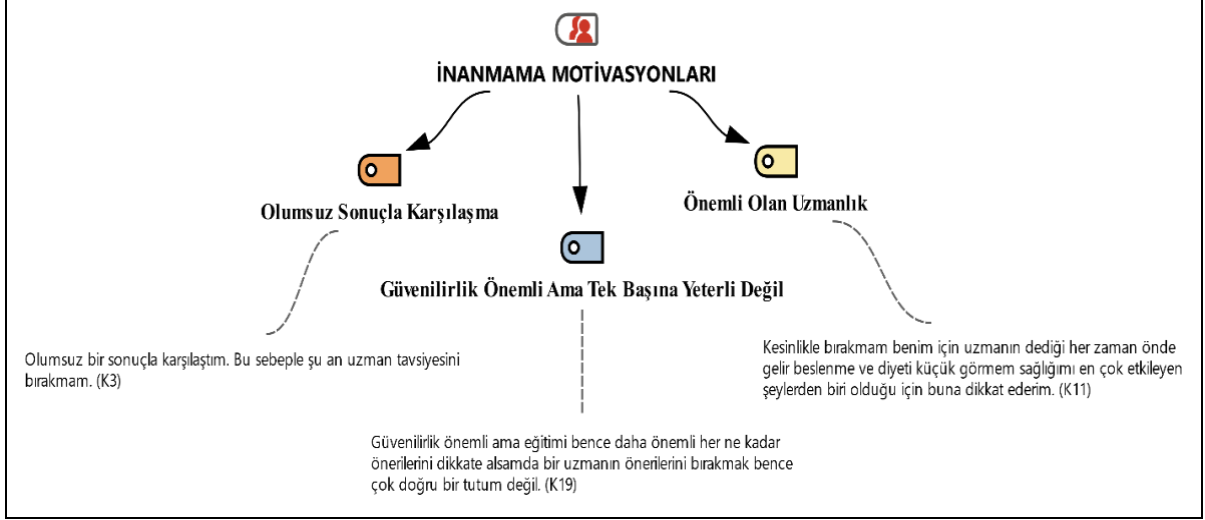 İNANMAMA MOTİVASYONLARI
Olumsuz Sonuçla Karşılaşma
Önemli Olan Uzmanlık
Güvenilirlik Önemli Ama Tek Başına Yeterli Değil
Olumsuz bir sonuçla karşılaştım. Bu sebeple şu an uzman tavsiyesini
bırakmam. (K3)
Kesinlikle bırakmam benim için uzmanın dediği her zaman önde
gelir beslenme ve diyeti küçük görmem sağlığımı en çok etkileyen
şeylerden biri olduğu için buna dikkat ederim. (K11)
Güvenilirlik önemli ama eğitimi bence daha önemli her ne kadar
önerilerini dikkate alsamda bir uzmanın önerilerini bırakmak bence
çok doğru bir tutum değil. (K19)